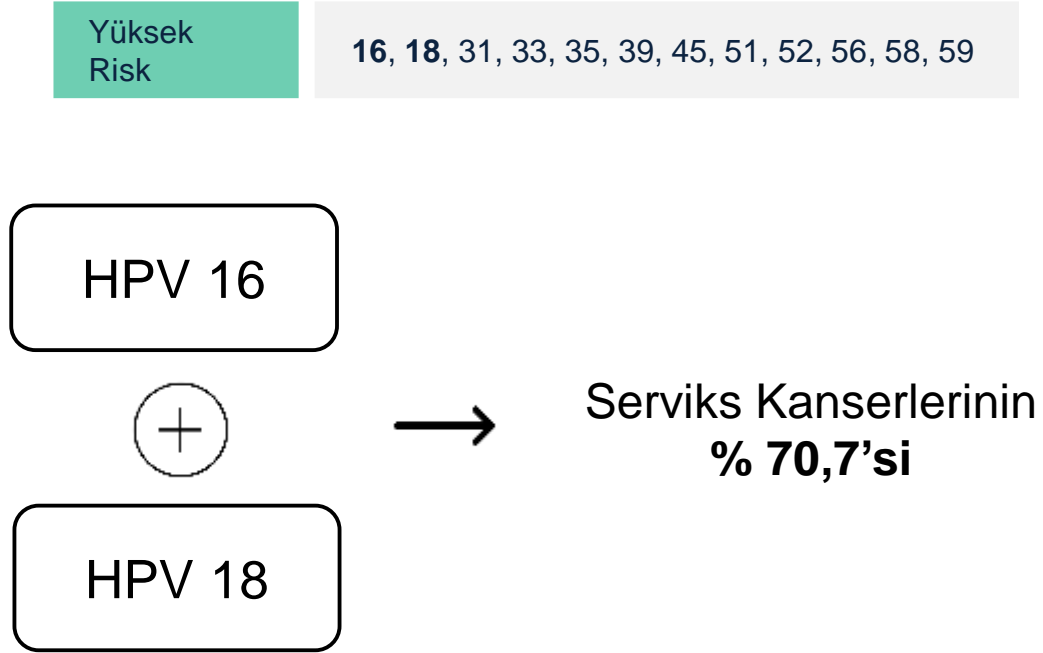 Yüksek
Risk
16, 18, 31, 33, 35, 39, 45, 51, 52, 56, 58, 59
HPV 16
Serviks Kanserlerinin
% 70,7’si
HPV 18